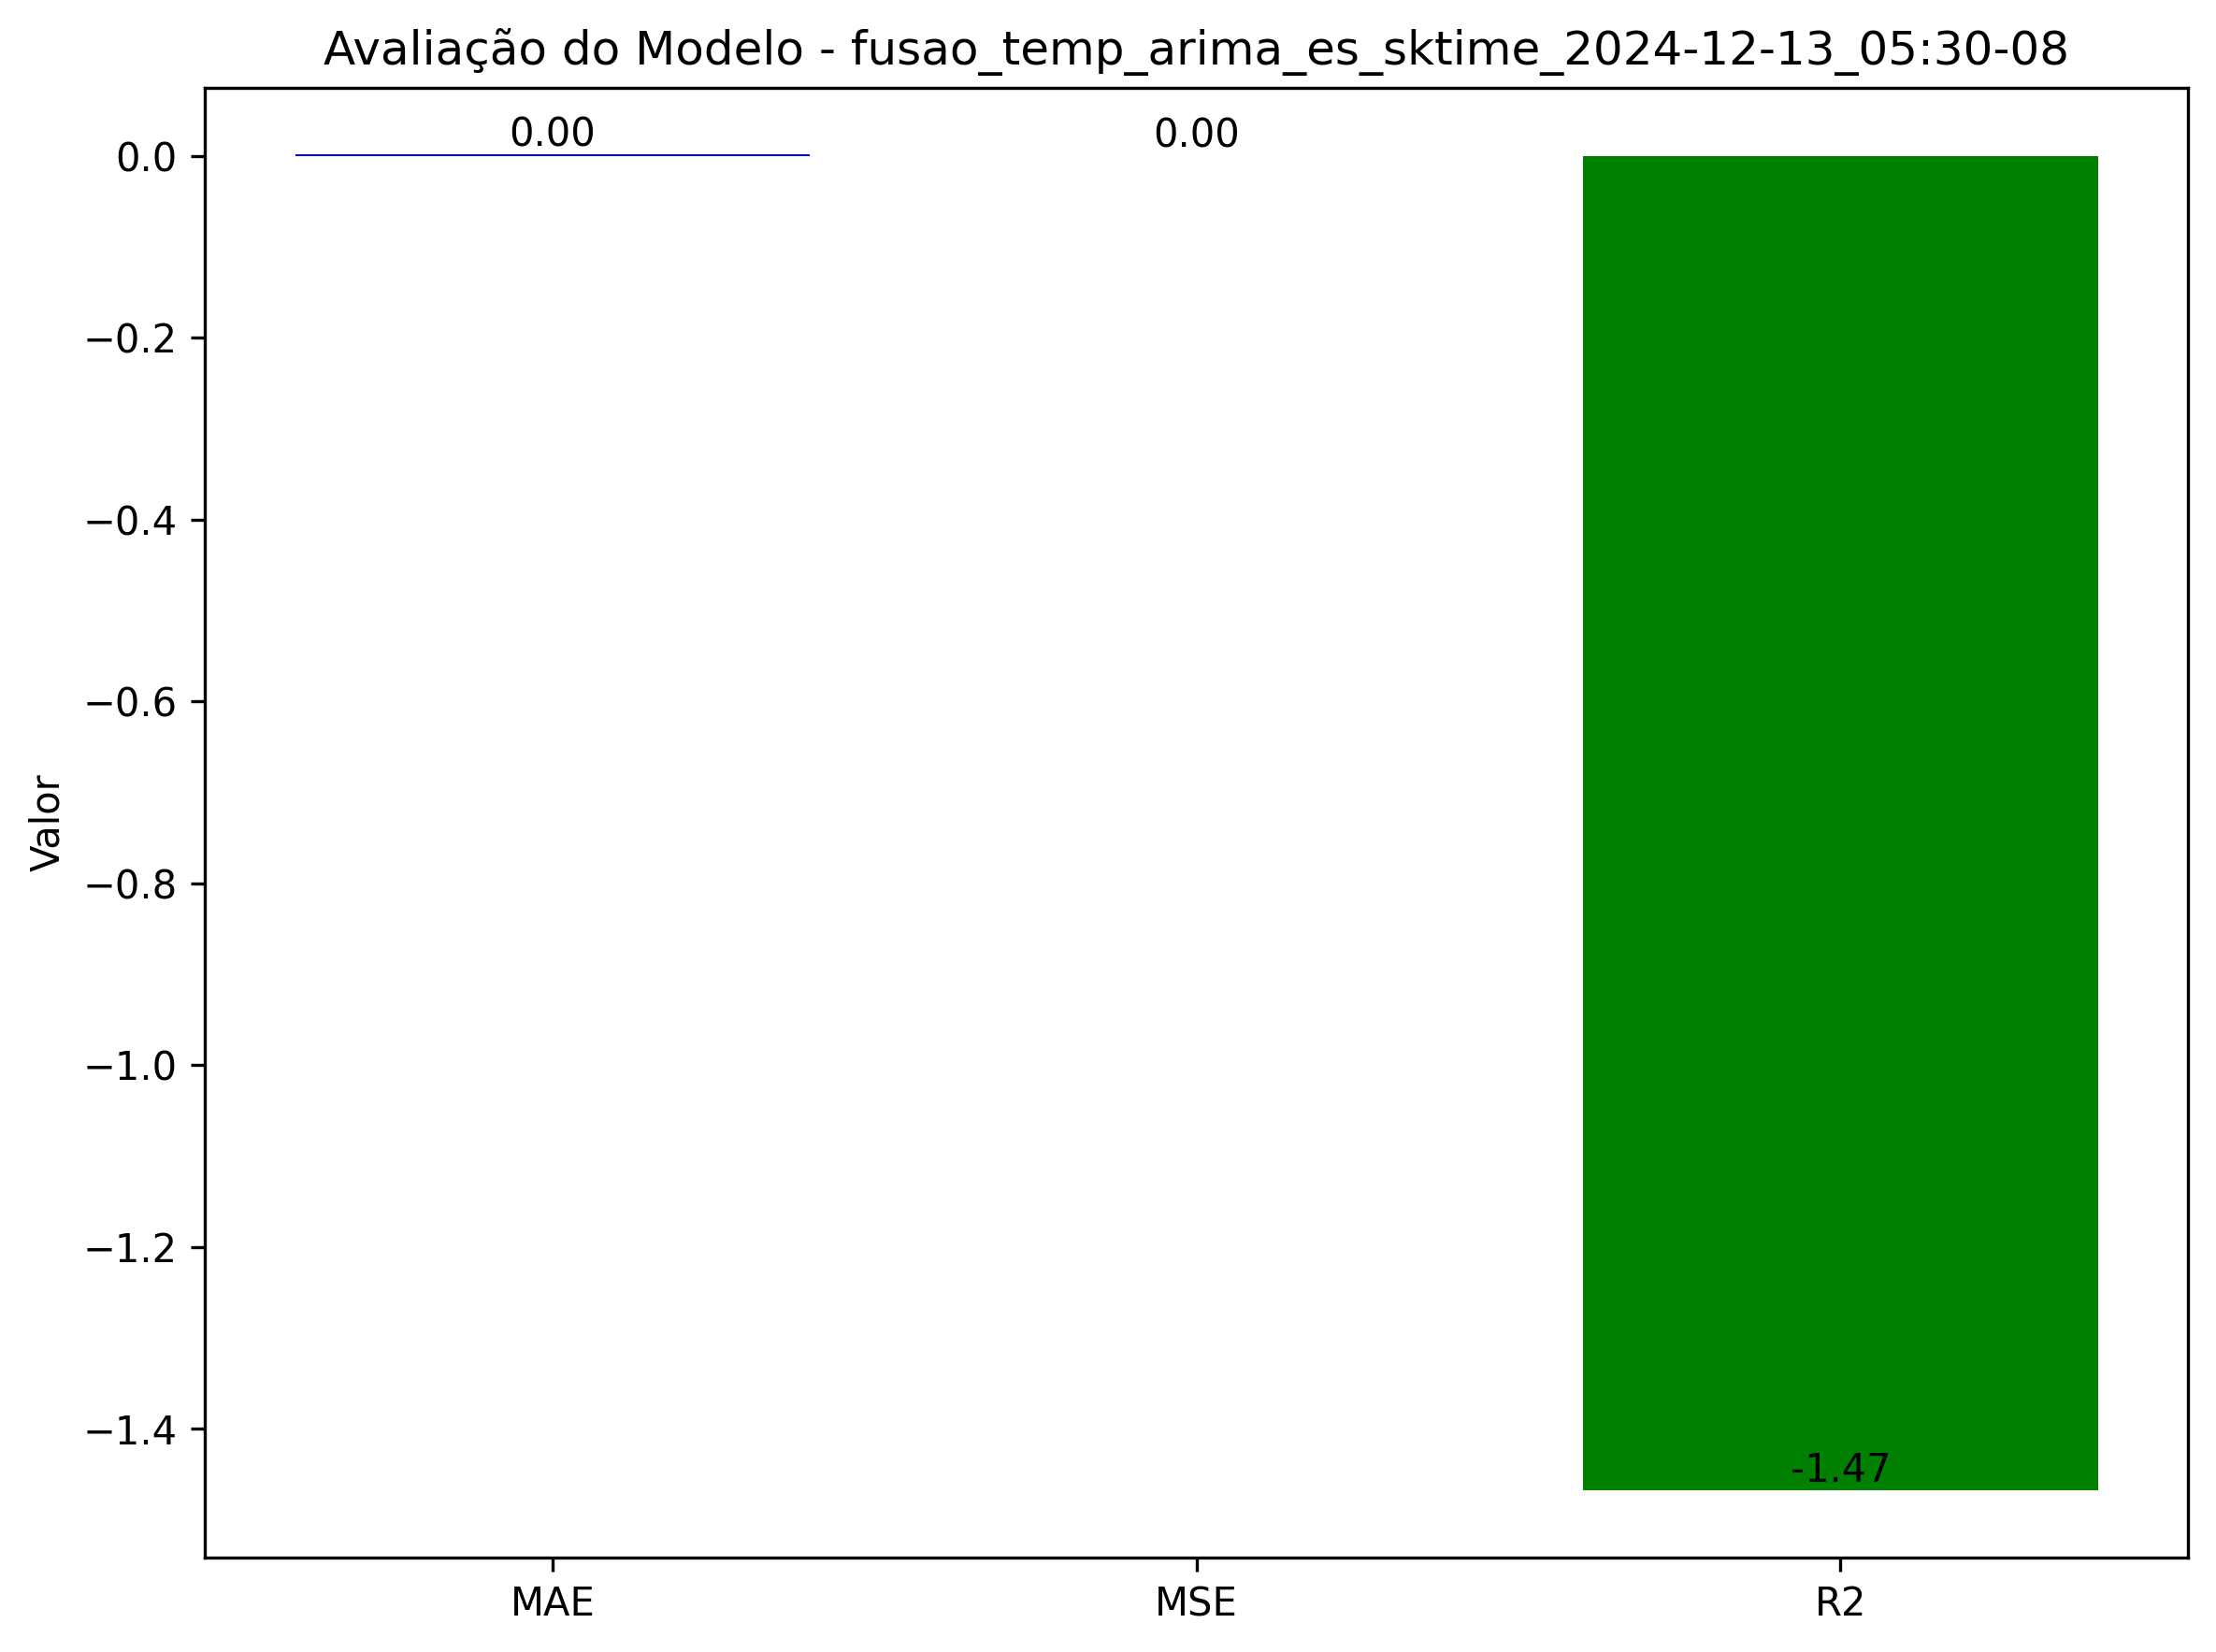 Avaliação do Modelo - fusao_temp_arima_es_sktime_2024-12-13_05:30-08
0.00
0.00
0.0
−0.2
−0.4
−0.6
−0.8
−1.0
−1.2
−1.4
-1.47
Valor
MAE
MSE
R2